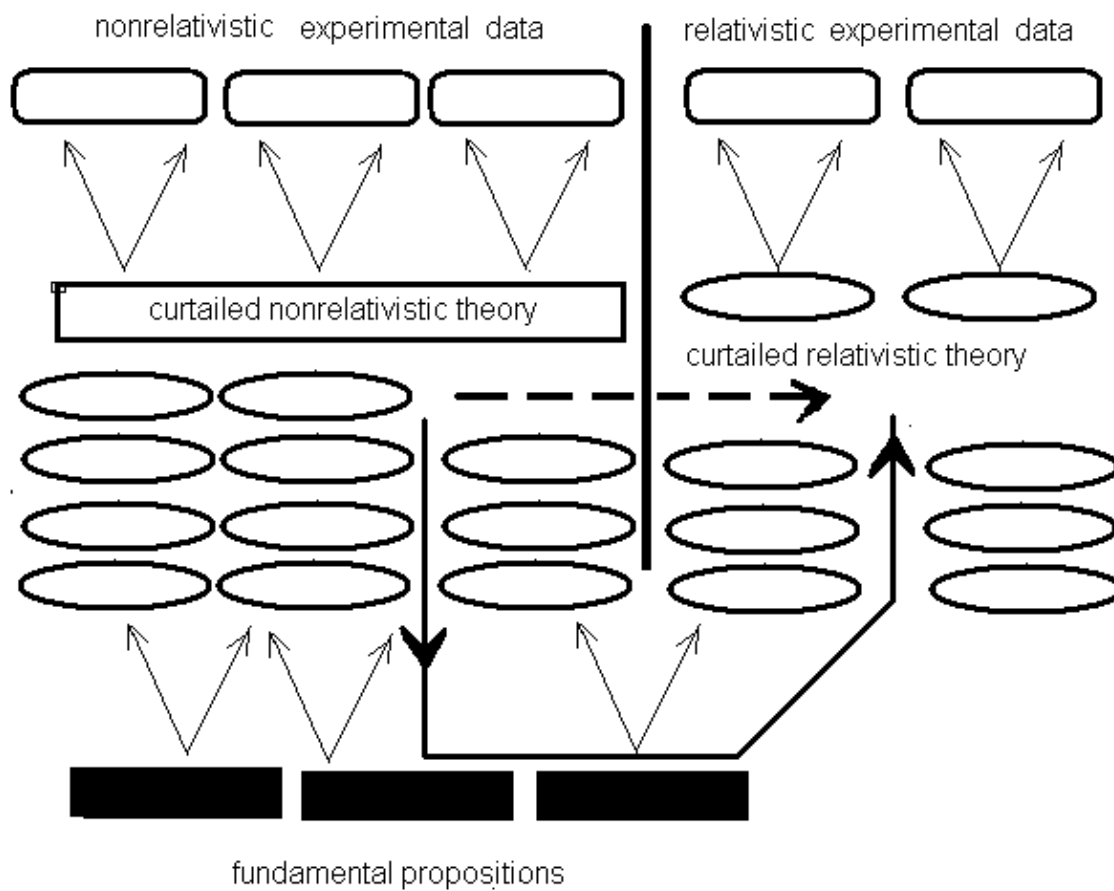 nonrelativistic experimental data
relativistic experimental data
curtailed nonrelativistic theory
curtailed relativistic theory
fundamental propositions